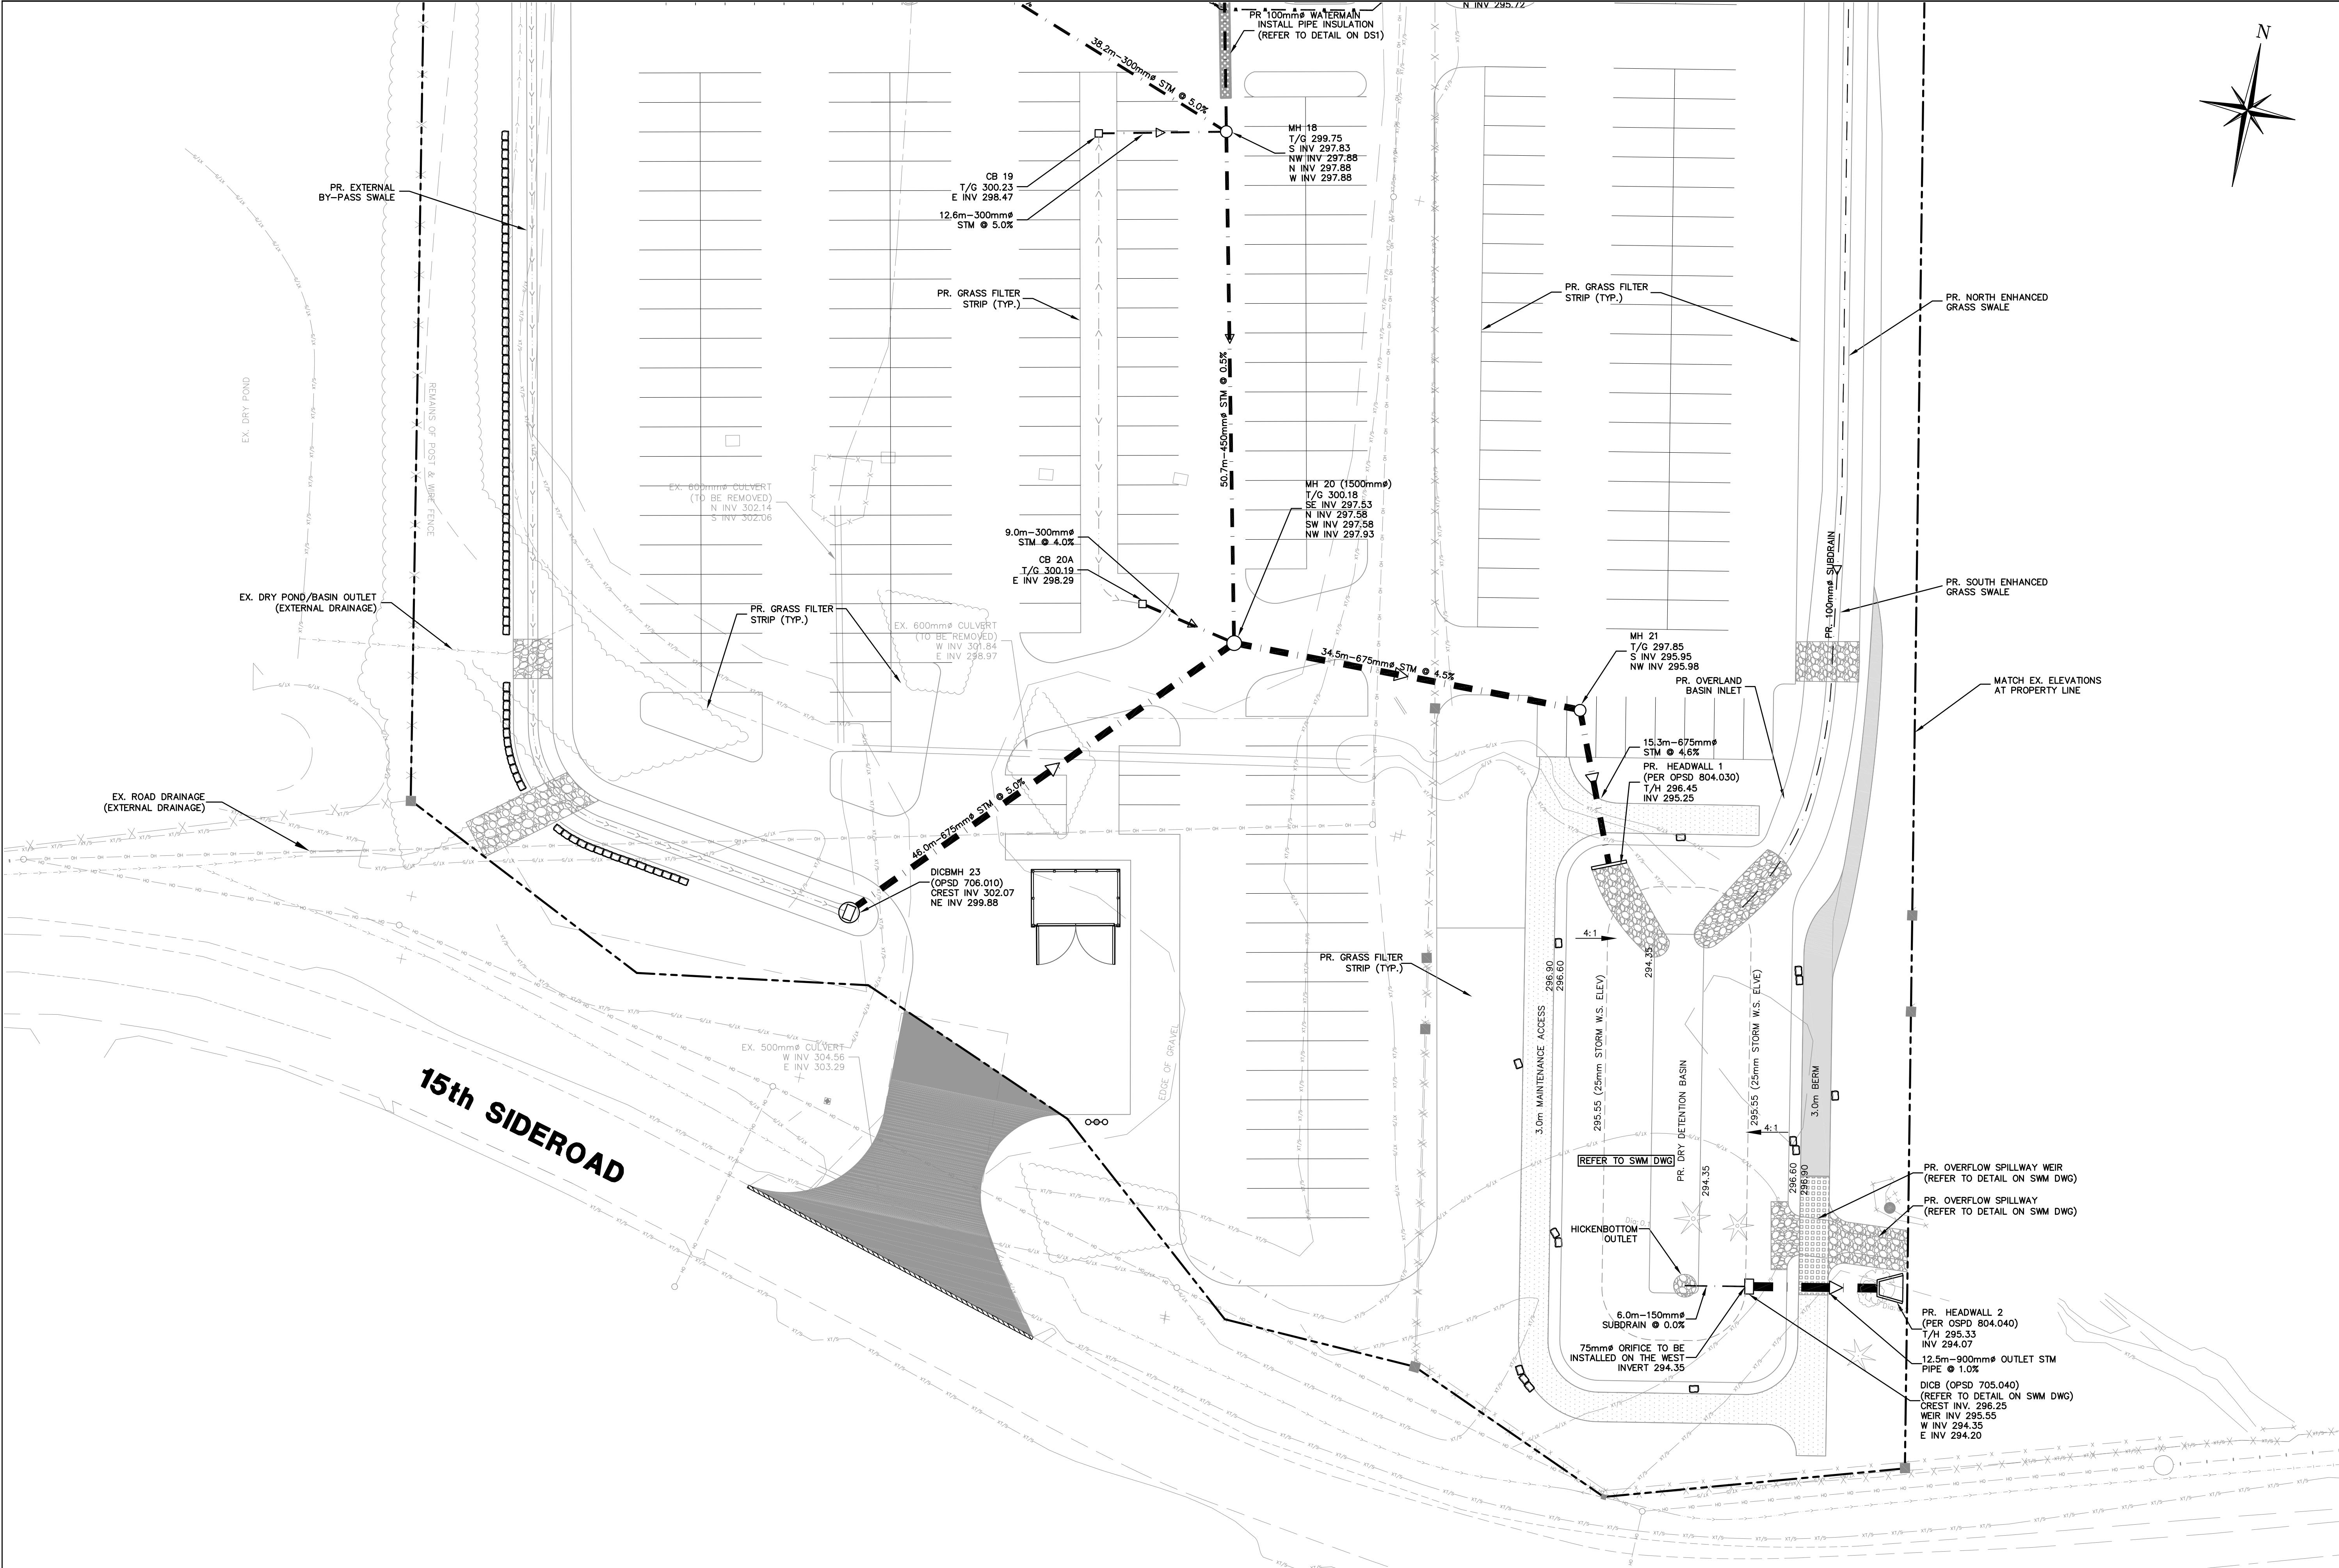 N INV 295.72
PR 100mmø WATERMAIN
INSTALL PIPE INSULATION
(REFER TO DETAIL ON DS1)
N
38.2m-300mmø STM @ 5.0%
MH 18
T/G 299.75
S INV 297.83
NW INV 297.88
N INV 297.88
W INV 297.88
CB 19
T/G 300.23
E INV 298.47
12.6m-300mmø
STM @ 5.0%
PR. EXTERNAL
BY-PASS SWALE
PR. GRASS FILTER
STRIP (TYP.)
PR. GRASS FILTER
STRIP (TYP.)
PR. NORTH ENHANCED
GRASS SWALE
EX. DRY POND
REMAINS OF POST & WIRE FENCE
50.7m-450mmø STM @ 0.5%
EX. 600mmø CULVERT
(TO BE REMOVED)
N INV 302.14
S INV 302.06
MH 20 (1500mmø)
T/G 300.18
SE INV 297.53
N INV 297.58
SW INV 297.58
NW INV 297.93
9.0m-300mmø
STM @ 4.0%
CB 20A
T/G 300.19
E INV 298.29
PR. 100mmø SUBDRAIN
PR. SOUTH ENHANCED
GRASS SWALE
EX. DRY POND/BASIN OUTLET
(EXTERNAL DRAINAGE)
PR. GRASS FILTER
STRIP (TYP.)
EX. 600mmø CULVERT
(TO BE REMOVED)
W INV 301.84
E INV 298.97
34.5m-675mmø STM @ 4.5%
MH 21
T/G 297.85
S INV 295.95
NW INV 295.98
PR. OVERLAND
BASIN INLET
MATCH EX. ELEVATIONS
AT PROPERTY LINE
15.3m-675mmø
STM @ 4.6%
PR. HEADWALL 1
(PER OPSD 804.030)
T/H 296.45
INV 295.25
EX. ROAD DRAINAGE
(EXTERNAL DRAINAGE)
46.0m-675mmø STM @ 5.0%
DICBMH 23
(OPSD 706.010)
CREST INV 302.07
NE INV 299.88
4:1
PR. GRASS FILTER
STRIP (TYP.)
296.90
296.60
294.35
3.0m MAINTENANCE ACCESS
295.55 (25mm STORM W.S. ELEV)
PR. DRY DETENTION BASIN
295.55 (25mm STORM W.S. ELVE)
3.0m BERM
4:1
EX. 500mmø CULVERT
W INV 304.56
E INV 303.29
EDGE OF GRAVEL
15th SIDEROAD
REFER TO SWM DWG
294.35
296.60
296.90
PR. OVERFLOW SPILLWAY WEIR
(REFER TO DETAIL ON SWM DWG)
PR. OVERFLOW SPILLWAY
(REFER TO DETAIL ON SWM DWG)
HICKENBOTTOM
OUTLET
6.0m-150mmø
SUBDRAIN @ 0.0%
75mmø ORIFICE TO BE
INSTALLED ON THE WEST
INVERT 294.35
PR. HEADWALL 2
(PER OSPD 804.040)
T/H 295.33
INV 294.07
12.5m-900mmø OUTLET STM
PIPE @ 1.0%
DICB (OPSD 705.040)
(REFER TO DETAIL ON SWM DWG)
CREST INV. 296.25
WEIR INV 295.55
W INV 294.35
E INV 294.20